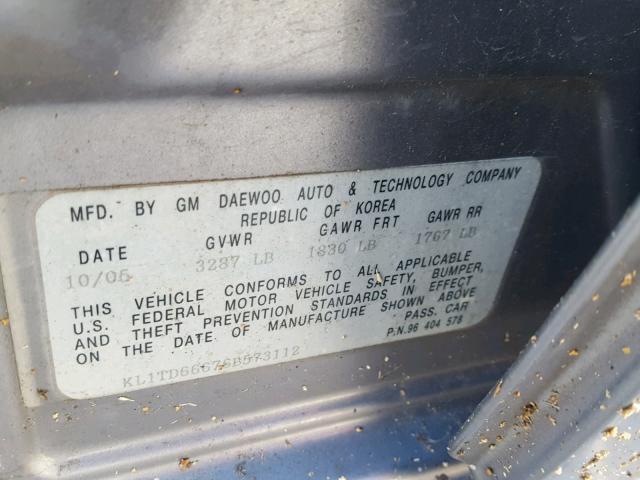 MFD. BY GM DAEWOO AUTO & TECHNOLOGY COMPANY
REPUBLIC OF KOREA
DATE GVWR GAWR FRT GAWR RR
10/06 3287 LB 1830 LB 1767 LB
THIS VEHICLE CONFORMS TO ALL APPLICABLE
U.S. FEDERAL MOTOR VEHICLE SAFETY, BUMPER,
AND THEFT PREVENTION STANDARDS IN EFFECT
ON THE DATE OF MANUFACTURE SHOWN ABOVE
PASS. CAR
P.N.96 404 578
KL1TD66676B573112